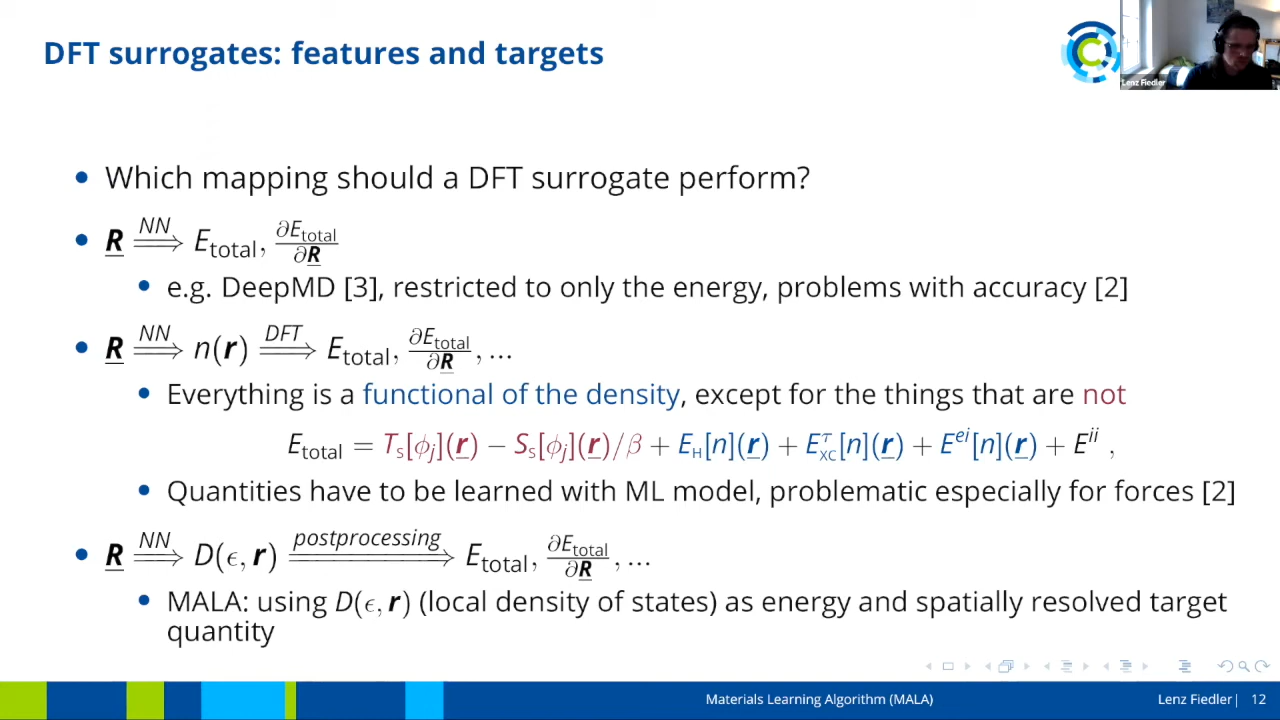 DFT surrogates: features and targets
Lenz Fiedler
• Which mapping should a DFT surrogate perform?
• R ⟹(NN) E_total, ∂E_total/∂R
• e.g. DeepMD [3], restricted to only the energy, problems with accuracy [2]
• R ⟹(NN) n(r) ⟹(DFT) E_total, ∂E_total/∂R, ...
• Everything is a functional of the density, except for the things that are not
E_total = T_S[ϕ_j](r) − S_S[ϕ_j](r)/β + E_H[n](r) + E_XC^τ[n](r) + E^ei[n](r) + E^ii ,
• Quantities have to be learned with ML model, problematic especially for forces [2]
• R ⟹(NN) D(ϵ, r) ⟹(postprocessing) E_total, ∂E_total/∂R, ...
• MALA: using D(ϵ, r) (local density of states) as energy and spatially resolved target
quantity
Materials Learning Algorithm (MALA)
Lenz Fiedler| 12